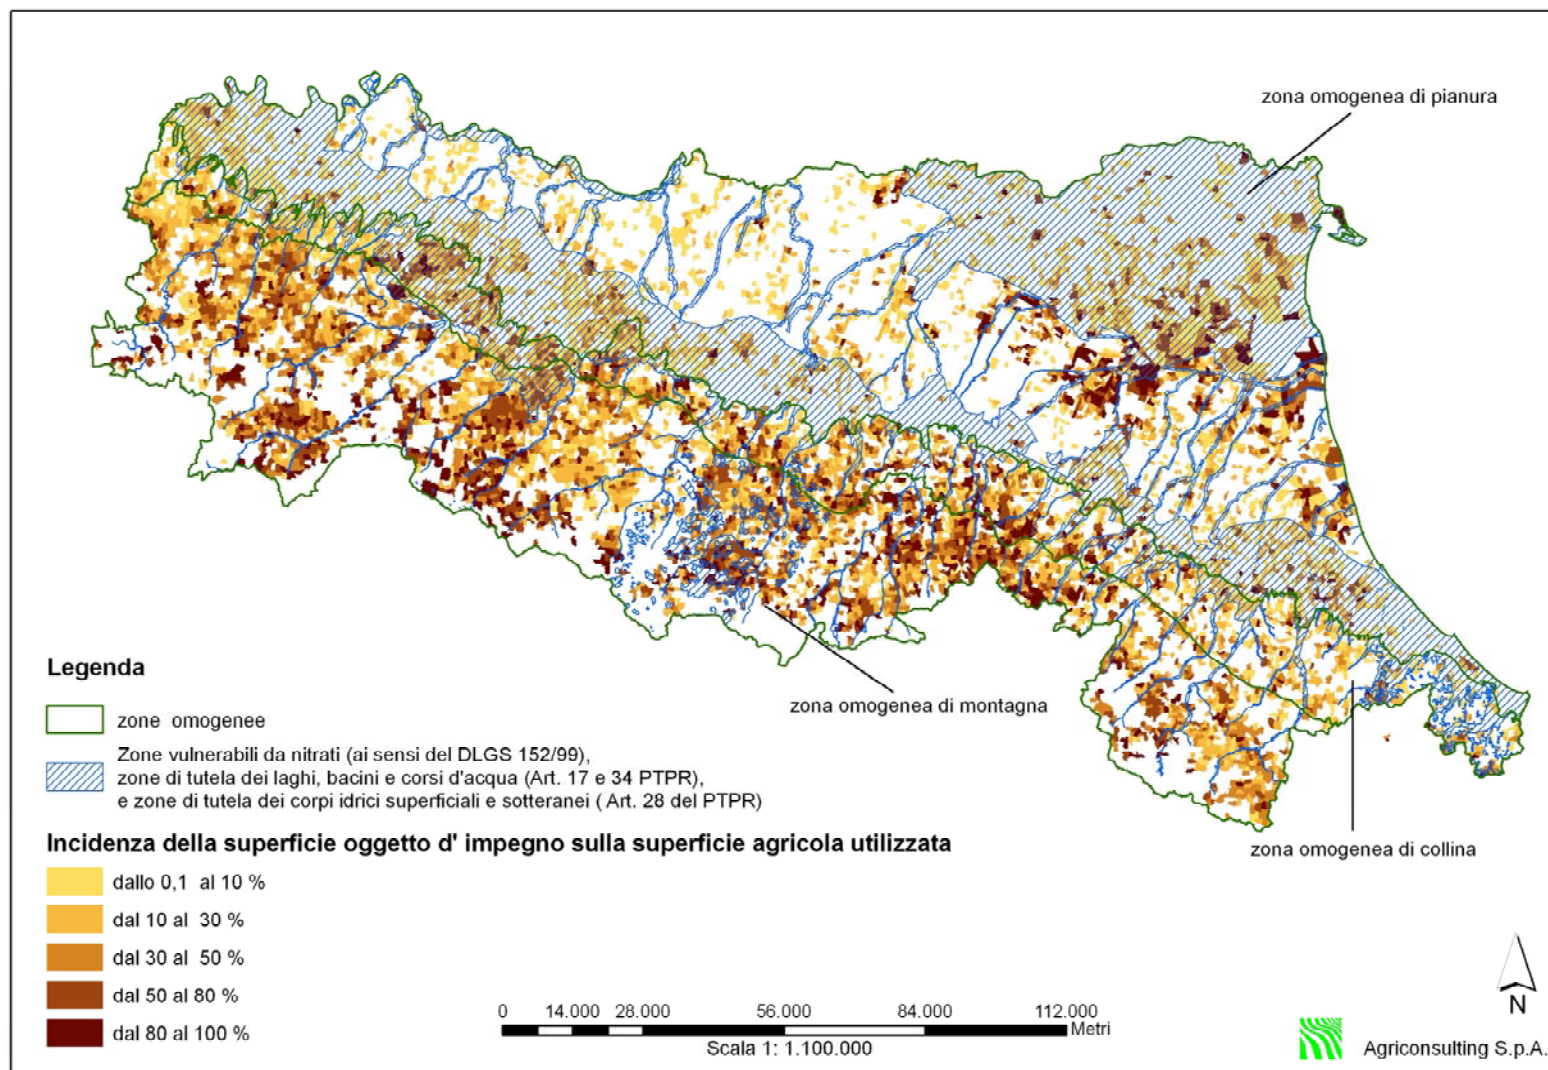 zona omogenea di pianura
zona omogenea di montagna
zona omogenea di collina
Legenda
zone omogenee
Zone vulnerabili da nitrati (ai sensi del DLGS 152/99),
zone di tutela dei laghi, bacini e corsi d'acqua (Art. 17 e 34 PTPR),
e zone di tutela dei corpi idrici superficiali e sotteranei ( Art. 28 del PTPR)
Incidenza della superficie oggetto d' impegno sulla superficie agricola utilizzata
dallo 0,1 al 10 %
dal 10 al 30 %
dal 30 al 50 %
dal 50 al 80 %
dal 80 al 100 %
0 14.000 28.000 56.000 84.000 112.000
Metri
Scala 1: 1.100.000
N
Agriconsulting S.p.A.